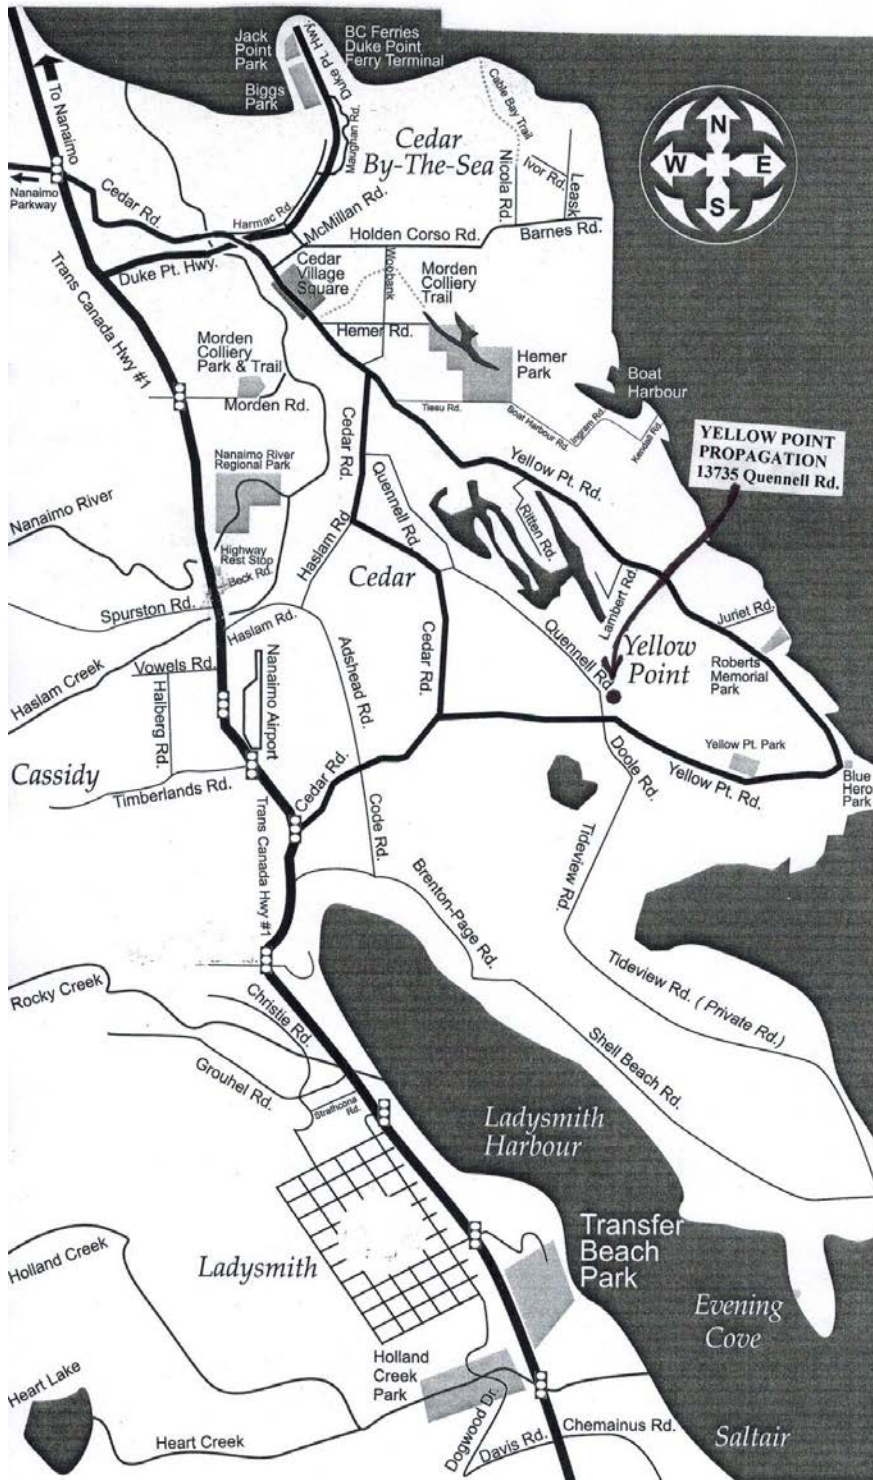 Jack
Point
Park
BC Ferries
Duke Point
Ferry Terminal
Duke Pt. Hwy.
Biggs
Park
To Nanaimo
Maughan Rd.
Cable Bay Trail
Cedar
By-The-Sea
Nicola Rd.
Ivor Rd.
Leask
N
W
E
S
Nanaimo
Parkway
Cedar Rd.
Harmac Rd.
McMillan Rd.
Holden Corso Rd.
Barnes Rd.
Duke Pt. Hwy.
Cedar
Village
Square
Woobank
Morden
Colliery
Trail
Trans Canada Hwy #1
Hemer Rd.
Hemer
Park
Morden
Colliery
Park & Trail
Morden Rd.
Boat
Harbour
Tiesu Rd.
Boat Harbour Rd.
Ingram Rd.
Kendall Rd.
YELLOW POINT
PROPAGATION
13735 Quennell Rd.
Cedar Rd.
Yellow Pt. Rd.
Nanaimo River
Regional Park
Quennell Rd.
Ritten Rd.
Nanaimo River
Haslam Rd
Highway
Rest Stop
Beck Rd.
Cedar
Lambert Rd.
Spurston Rd.
Haslam Rd.
Cedar Rd.
Quennell Rd.
Juriet Rd.
Yellow
Point
Roberts
Memorial
Park
Haslam Creek
Vowels Rd.
Halberg Rd.
Nanaimo Airport
Adshead Rd.
Yellow Pt. Park
Doole Rd.
Yellow Pt. Rd.
Blue
Hero
Park
Cassidy
Timberlands Rd.
Cedar Rd.
Code Rd.
Trans Canada Hwy #1
Tideview Rd.
Brenton-Page Rd.
Tideview Rd. ( Private Rd.)
Rocky Creek
Christie Rd.
Shell Beach Rd.
Grouhel Rd.
Strathcona
Rd.
Ladysmith
Harbour
Transfer
Beach
Park
Holland Creek
Ladysmith
Evening
Cove
Holland
Creek
Park
Heart Lake
Dogwood Dr.
Chemainus Rd.
Davis Rd.
Heart Creek
Saltair